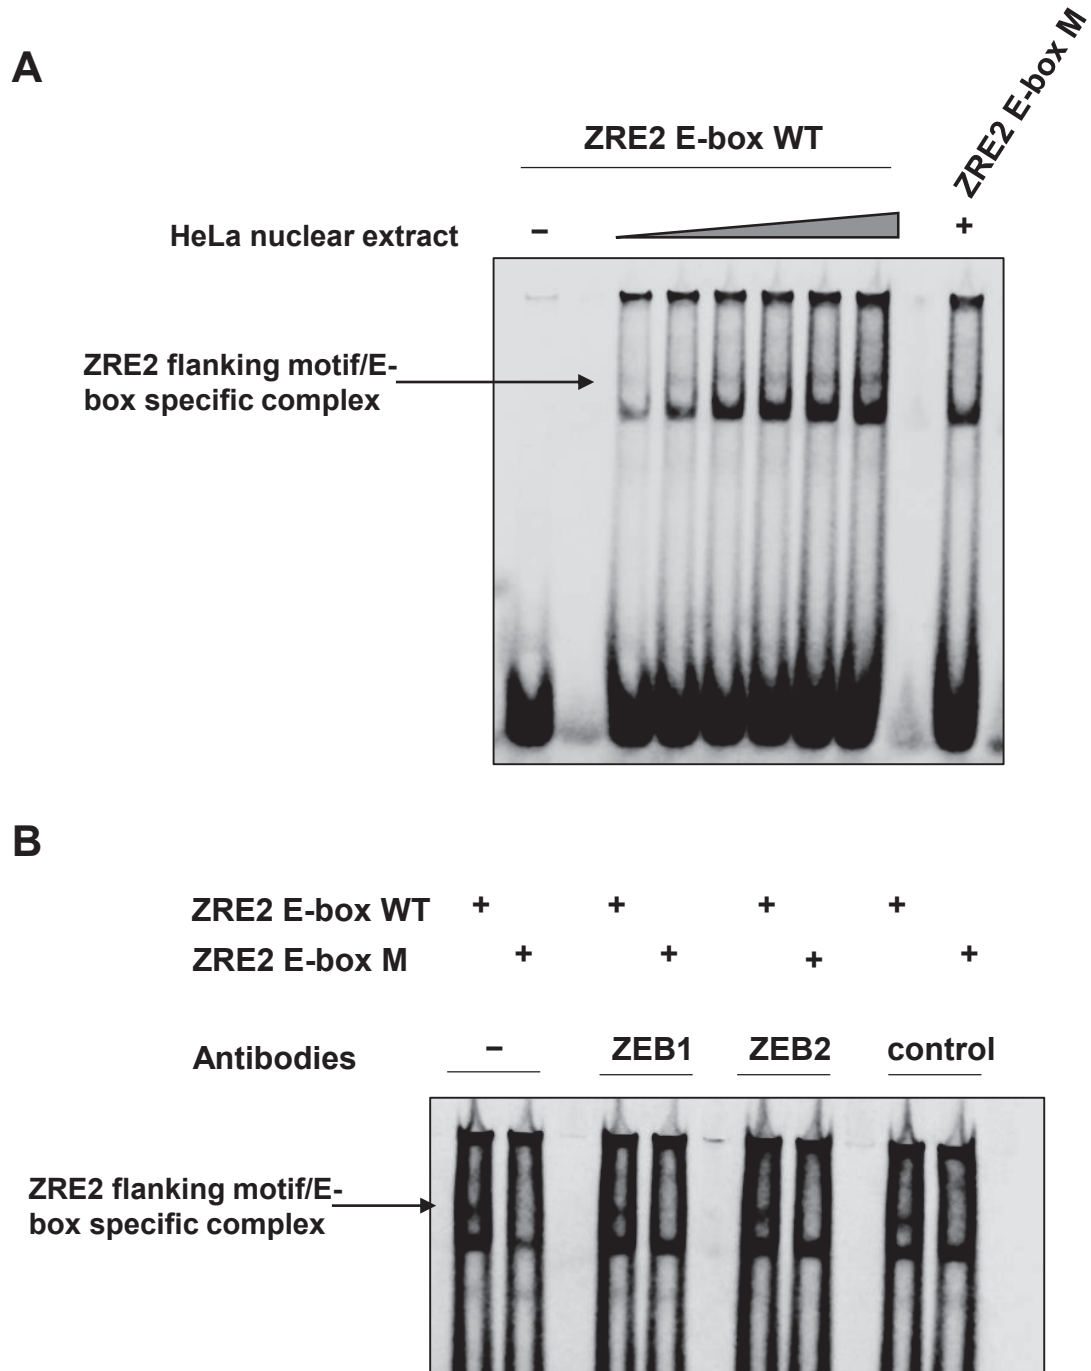 A
ZRE2 E-box WT
ZRE2 E-box M
HeLa nuclear extract – +
ZRE2 flanking motif/E-
box specific complex
B
ZRE2 E-box WT + + + +
ZRE2 E-box M + + + +
Antibodies – ZEB1 ZEB2 control
ZRE2 flanking motif/E-
box specific complex